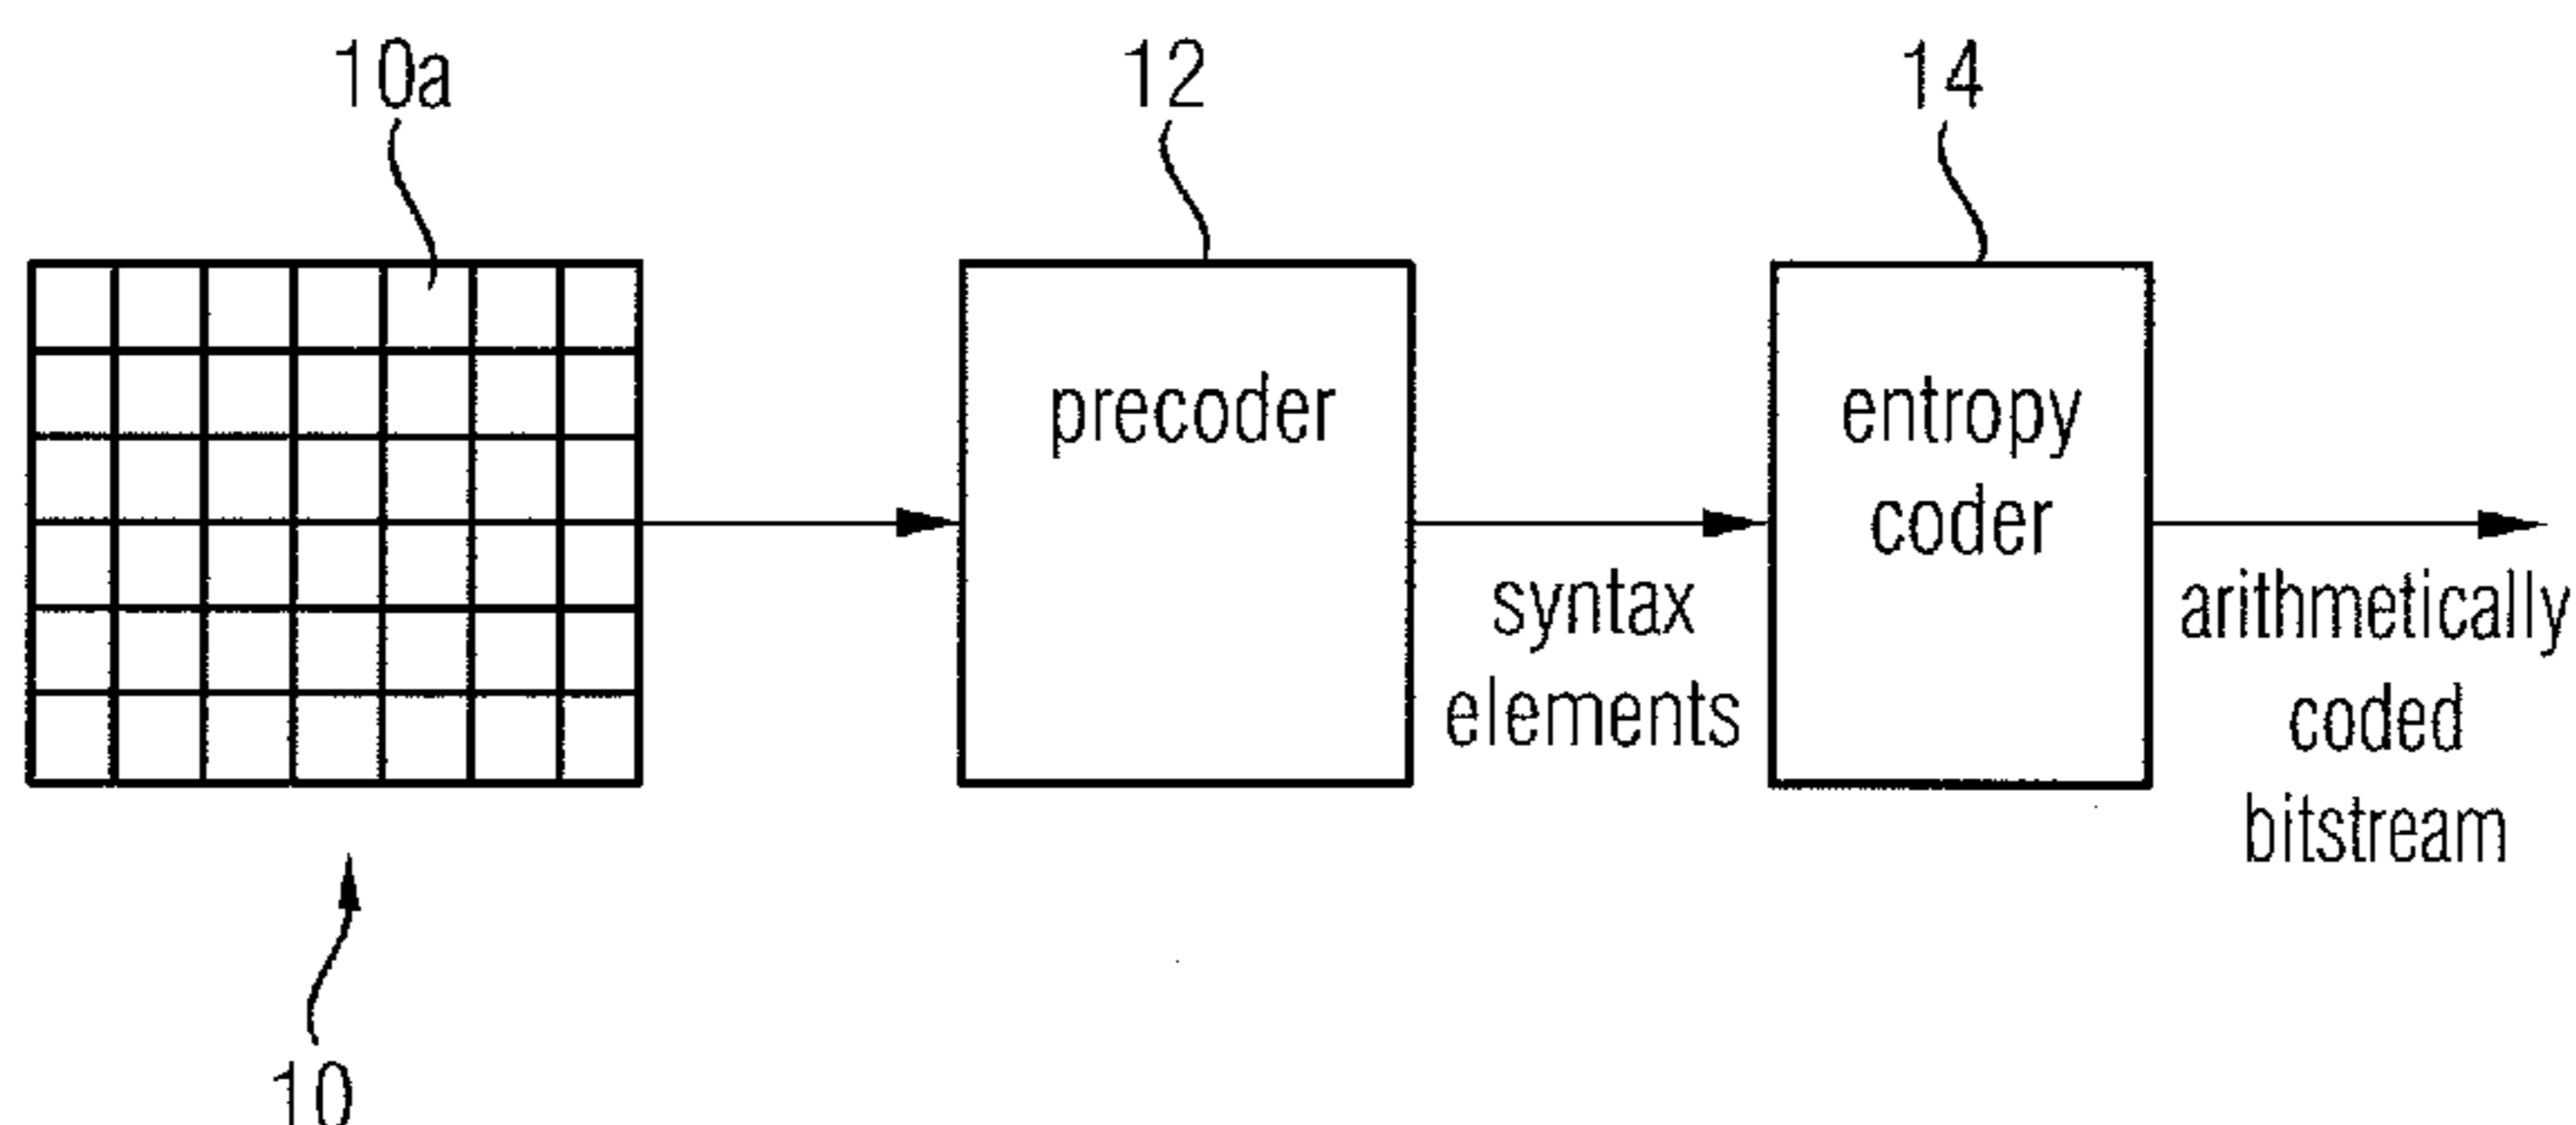 10a
12
14
precoder
entropy
coder
syntax
elements
arithmetically
coded
bitstream
10